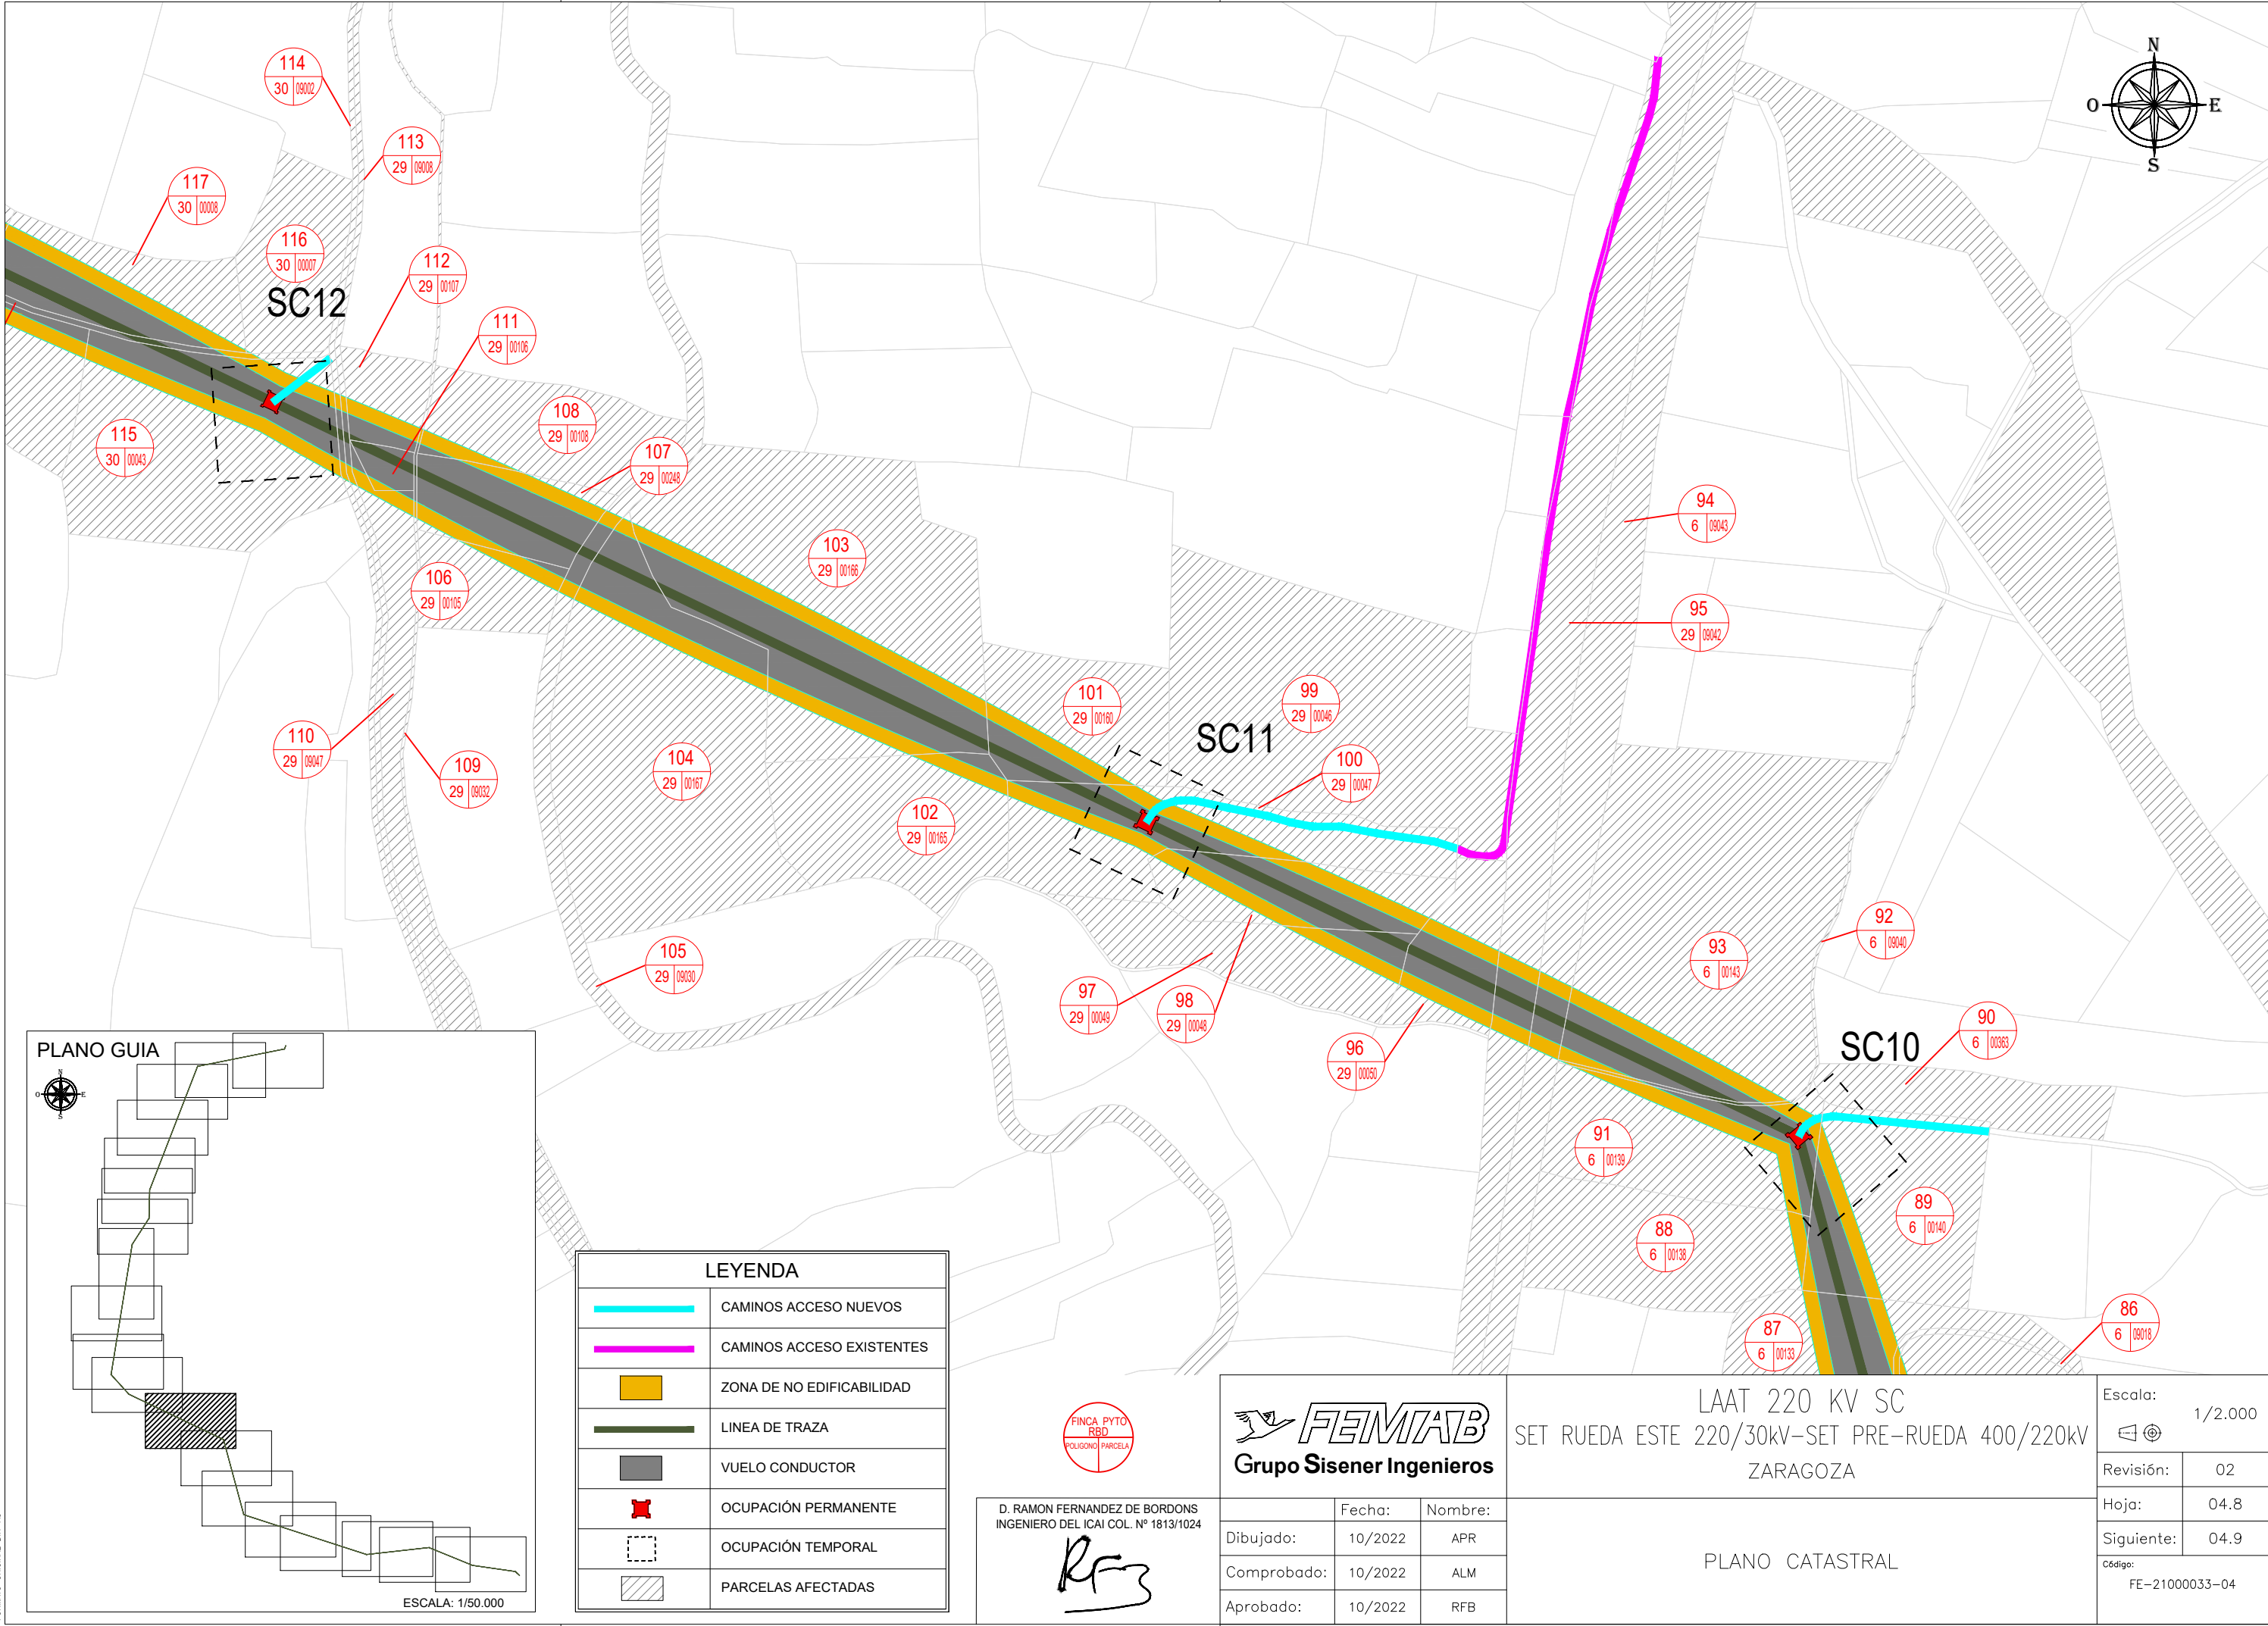 N
O
E
S
114
30 09002
113
29 09008
117
30 00008
116
30 00007
SC12
112
29 00107
111
29 00106
108
29 00108
107
29 00248
115
30 00043
106
29 00105
103
29 00166
94
6 09043
95
29 09042
101
29 00160
99
29 00046
SC11
100
29 00047
110
29 09047
109
29 09032
104
29 00167
102
29 00165
105
29 09030
97
29 00049
98
29 00048
96
29 00050
93
6 00143
92
6 09040
SC10
90
6 00363
91
6 00139
89
6 00140
88
6 00138
87
6 00133
86
6 09018
PLANO GUIA
N
O
E
S
ESCALA: 1/50.000
LEYENDA
CAMINOS ACCESO NUEVOS
CAMINOS ACCESO EXISTENTES
ZONA DE NO EDIFICABILIDAD
LINEA DE TRAZA
VUELO CONDUCTOR
OCUPACIÓN PERMANENTE
OCUPACIÓN TEMPORAL
PARCELAS AFECTADAS
FINCA PYTO
RBD
POLIGONO PARCELA
D. RAMON FERNANDEZ DE BORDONS
INGENIERO DEL ICAI COL. Nº 1813/1024
FEMAB
Grupo Sisener Ingenieros
Fecha: Nombre:
Dibujado: 10/2022 APR
Comprobado: 10/2022 ALM
Aprobado: 10/2022 RFB
LAAT 220 KV SC
SET RUEDA ESTE 220/30kV-SET PRE-RUEDA 400/220kV
ZARAGOZA
PLANO CATASTRAL
Escala:
1/2.000
Revisión: 02
Hoja: 04.8
Siguiente: 04.9
Código:
FE-21000033-04